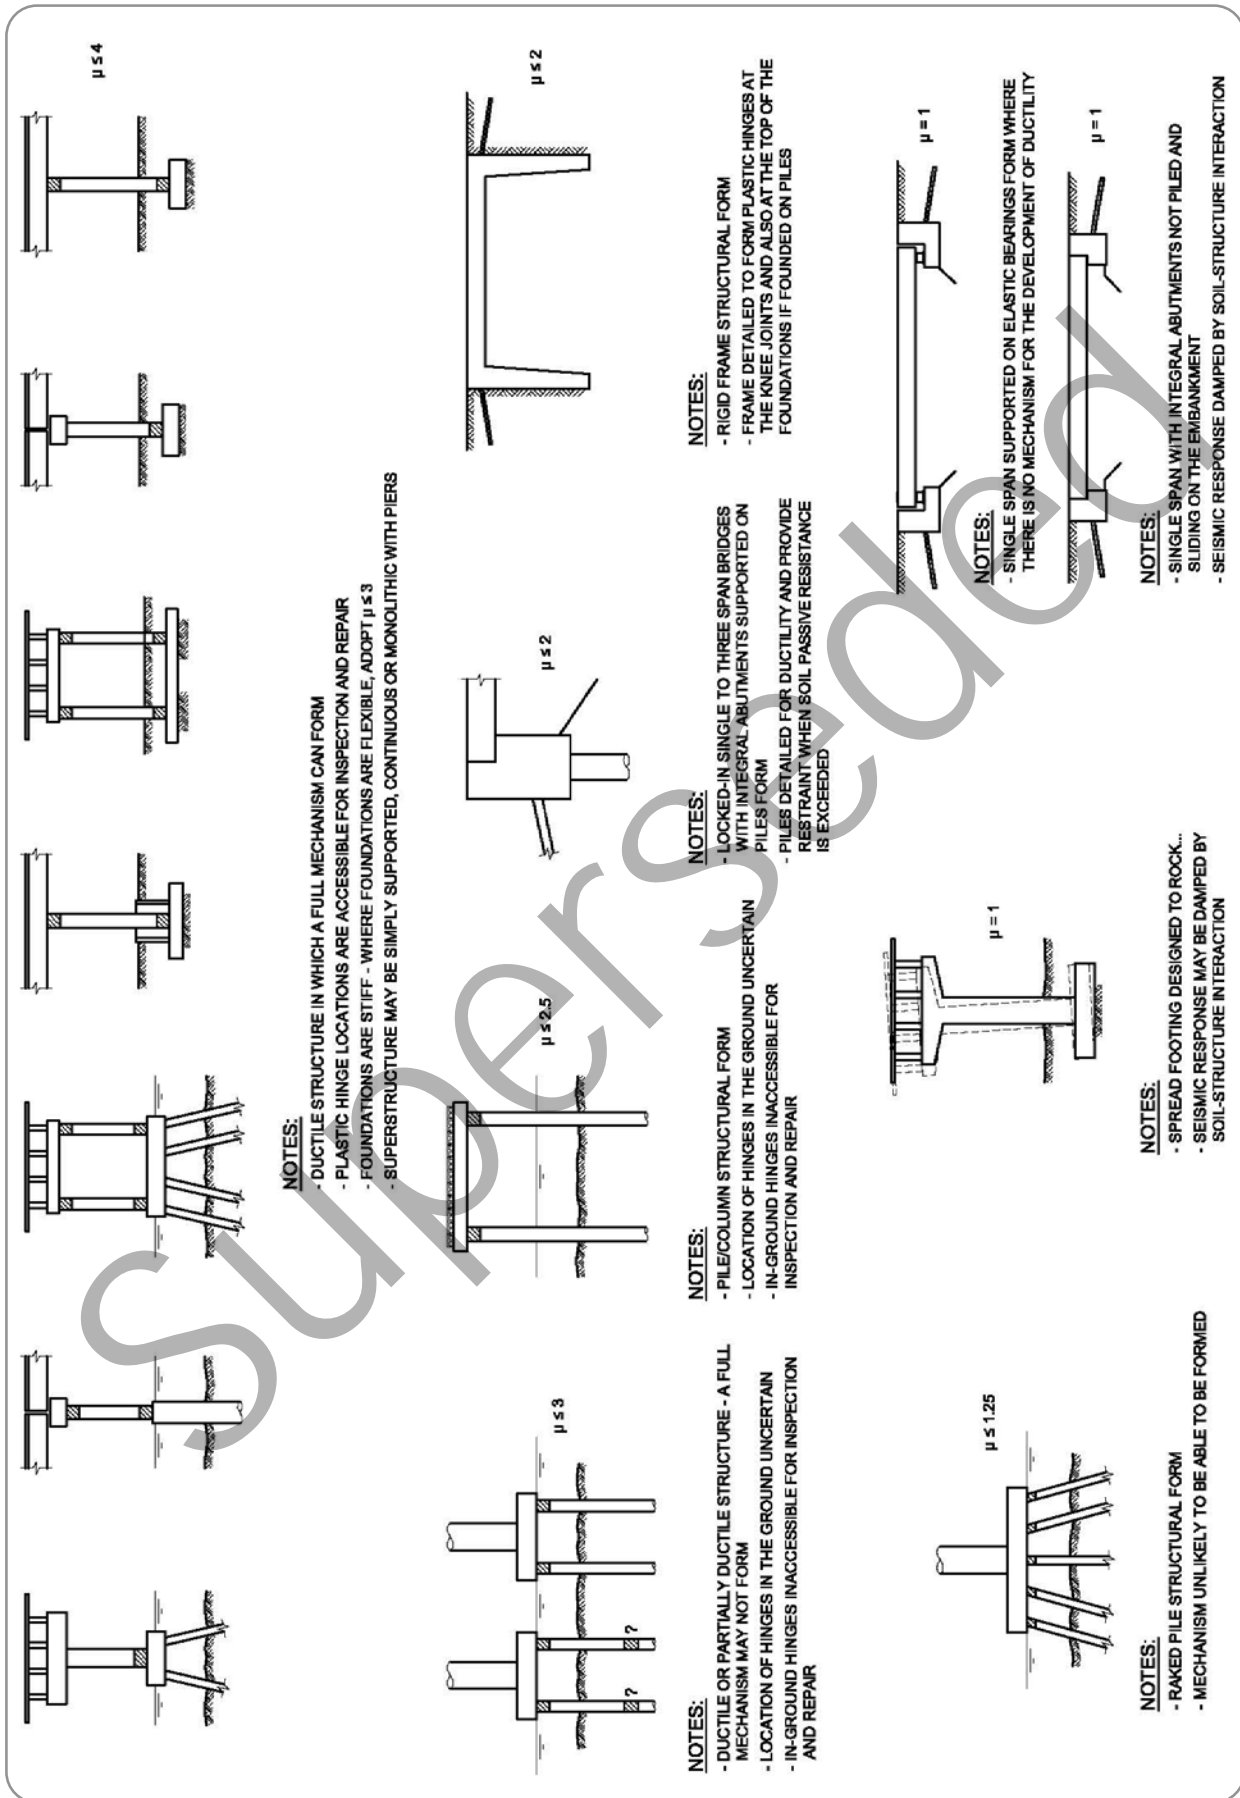 μ ≤ 4
NOTES:
- DUCTILE STRUCTURE IN WHICH A FULL MECHANISM CAN FORM
- PLASTIC HINGE LOCATIONS ARE ACCESSIBLE FOR INSPECTION AND REPAIR
- FOUNDATIONS ARE STIFF - WHERE FOUNDATIONS ARE FLEXIBLE, ADOPT μ ≤ 3
- SUPERSTRUCTURE MAY BE SIMPLY SUPPORTED, CONTINUOUS OR MONOLITHIC WITH PIERS
? ?
μ ≤ 3
NOTES:
- DUCTILE OR PARTIALLY DUCTILE STRUCTURE - A FULL
MECHANISM MAY NOT FORM
- LOCATION OF HINGES IN THE GROUND UNCERTAIN
- IN-GROUND HINGES INACCESSIBLE FOR INSPECTION
AND REPAIR
μ ≤ 2.5
NOTES:
- PILE/COLUMN STRUCTURAL FORM
- LOCATION OF HINGES IN THE GROUND UNCERTAIN
- IN-GROUND HINGES INACCESSIBLE FOR
INSPECTION AND REPAIR
μ ≤ 2
NOTES:
- LOCKED-IN SINGLE TO THREE SPAN BRIDGES
WITH INTEGRAL ABUTMENTS SUPPORTED ON
PILES FORM
- PILES DETAILED FOR DUCTILITY AND PROVIDE
RESTRAINT WHEN SOIL PASSIVE RESISTANCE
IS EXCEEDED
μ ≤ 2
NOTES:
- RIGID FRAME STRUCTURAL FORM
- FRAME DETAILED TO FORM PLASTIC HINGES AT
THE KNEE JOINTS AND ALSO AT THE TOP OF THE
FOUNDATIONS IF FOUNDED ON PILES
μ ≤ 1.25
NOTES:
- RAKED PILE STRUCTURAL FORM
- MECHANISM UNLIKELY TO BE ABLE TO BE FORMED
μ = 1
NOTES:
- SPREAD FOOTING DESIGNED TO ROCK...
- SEISMIC RESPONSE MAY BE DAMPED BY
SOIL-STRUCTURE INTERACTION
μ = 1
NOTES:
- SINGLE SPAN SUPPORTED ON ELASTIC BEARINGS FORM WHERE
THERE IS NO MECHANISM FOR THE DEVELOPMENT OF DUCTILITY
μ = 1
NOTES:
- SINGLE SPAN WITH INTEGRAL ABUTMENTS NOT PILED AND
SLIDING ON THE EMBANKMENT
- SEISMIC RESPONSE DAMPED BY SOIL-STRUCTURE INTERACTION
Superseded